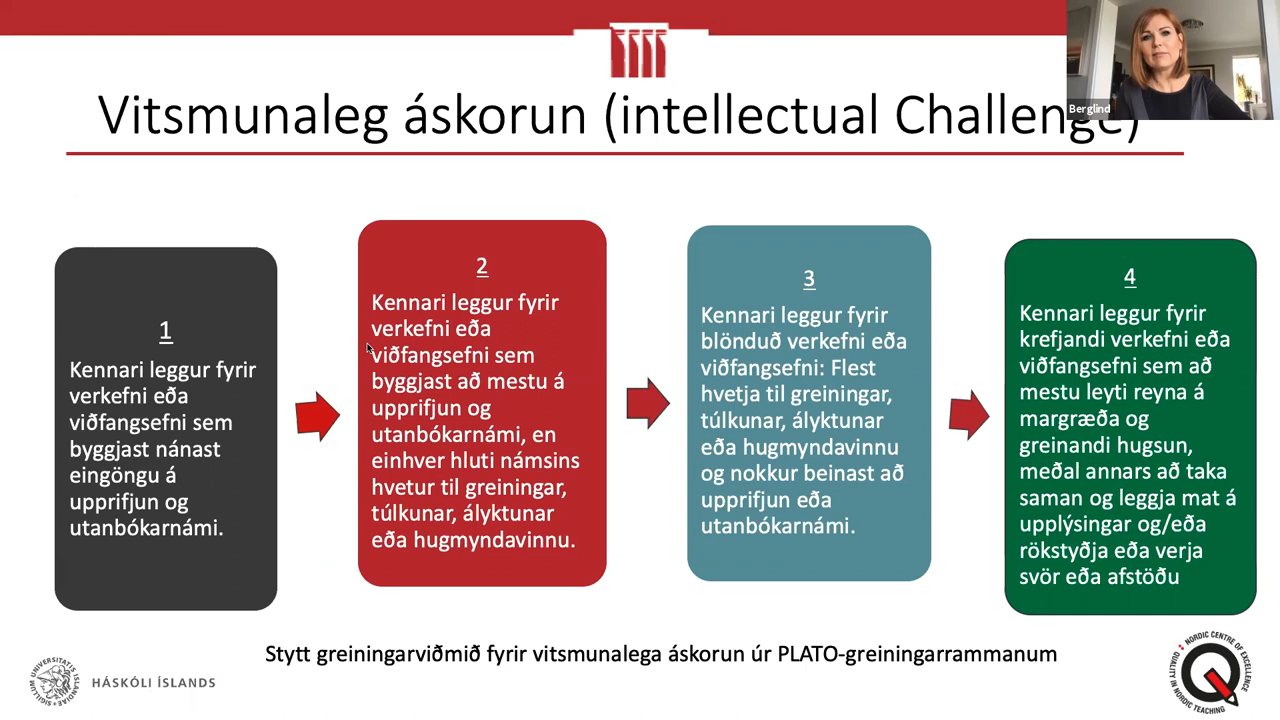 Vitsmunaleg áskorun (intellectual Challenge)
Berglind
1
Kennari leggur fyrir
verkefni eða
viðfangsefni sem
byggjast nánast
eingöngu á
upprifjun og
utanbókarnámi.
2
Kennari leggur fyrir
verkefni eða
viðfangsefni sem
byggjast að mestu á
upprifjun og
utanbókarnámi, en
einhver hluti námsins
hvetur til greiningar,
túlkunar, ályktunar
eða hugmyndavinnu.
3
Kennari leggur fyrir
blönduð verkefni eða
viðfangsefni: Flest
hvetja til greiningar,
túlkunar, ályktunar
eða hugmyndavinnu
og nokkur beinast að
upprifjun eða
utanbókarnámi.
4
Kennari leggur fyrir
krefjandi verkefni eða
viðfangsefni sem að
mestu leyti reyna á
margræða og
greinandi hugsun,
meðal annars að taka
saman og leggja mat á
upplýsingar og/eða
rökstyðja eða verja
svör eða afstöðu
Stytt greiningarviðmið fyrir vitsmunalega áskorun úr PLATO-greiningarrammanum
SIGILLUM UNIVERSITATIS ISLANDIAE
HÁSKÓLI ÍSLANDS
QUALITY IN NORDIC TEACHING
· NORDIC CENTRE OF EXCELLENCE